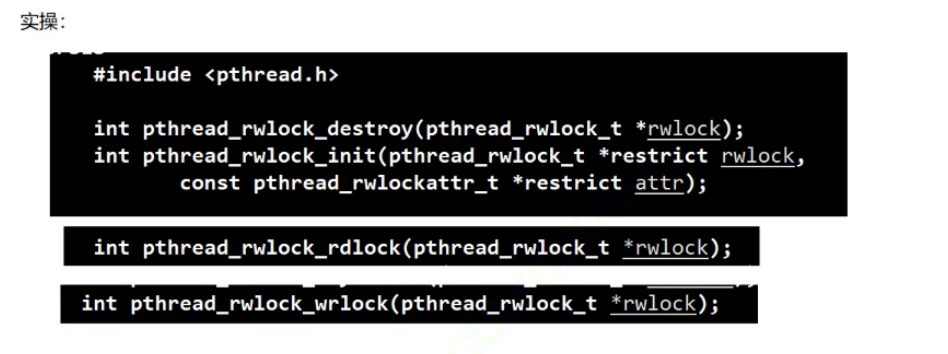 实操：
#include <pthread.h>
int pthread_rwlock_destroy(pthread_rwlock_t *rwlock);
int pthread_rwlock_init(pthread_rwlock_t *restrict rwlock,
const pthread_rwlockattr_t *restrict attr);
int pthread_rwlock_rdlock(pthread_rwlock_t *rwlock);
int pthread_rwlock_wrlock(pthread_rwlock_t *rwlock);